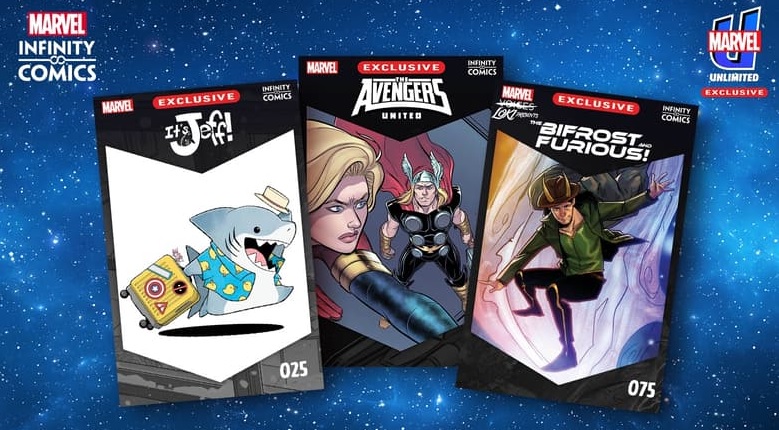 MARVEL
INFINITY
COMICS
U
MARVEL
UNLIMITED
EXCLUSIVE
MARVEL
EXCLUSIVE
INFINITY
COMICS
It's Jeff!
025
MARVEL
EXCLUSIVE
INFINITY
COMICS
THE
AVENGERS
UNITED
MARVEL
VOICES
LOKI PRESENTS
EXCLUSIVE
INFINITY
COMICS
THE BIFROST AND
FURIOUS!
075